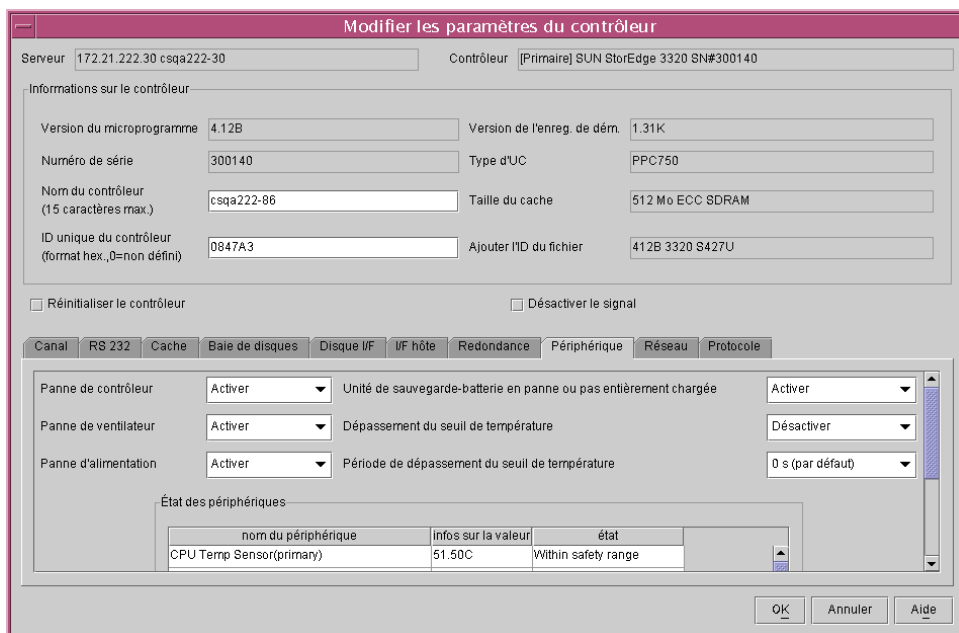 Modifier les paramètres du contrôleur
Serveur 172.21.222.30 csqa222-30 Contrôleur [Primaire] SUN StorEdge 3320 SN#300140
Informations sur le contrôleur
Version du microprogramme 4.12B Version de l'enreg. de dém. 1.31K
Numéro de série 300140 Type d'UC PPC750
Nom du contrôleur
(15 caractères max.) csqa222-86 Taille du cache 512 Mo ECC SDRAM
ID unique du contrôleur
(format hex.,0=non défini) 0847A3 Ajouter l'ID du fichier 412B 3320 S427U
Réinitialiser le contrôleur Désactiver le signal
Canal RS 232 Cache Baie de disques Disque I/F I/F hôte Redondance Périphérique Réseau Protocole
Panne de contrôleur Activer Unité de sauvegarde-batterie en panne ou pas entièrement chargée Activer
Panne de ventilateur Activer Dépassement du seuil de température Désactiver
Panne d'alimentation Activer Période de dépassement du seuil de température 0 s (par défaut)
État des périphériques
nom du périphérique infos sur la valeur état
CPU Temp Sensor(primary) 51.50C Within safety range
OK Annuler Aide